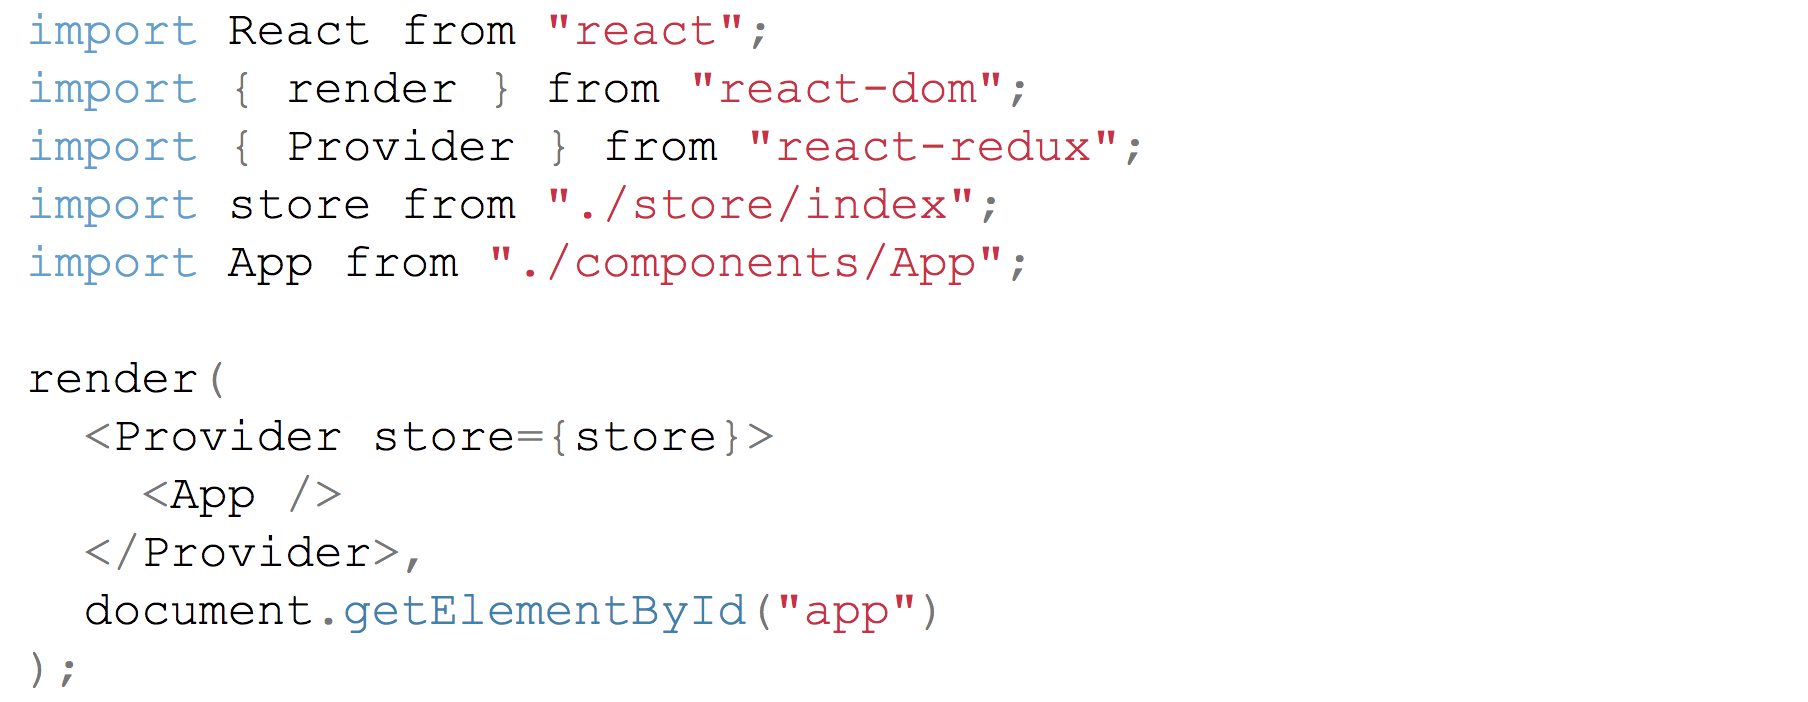 import React from "react";
import { render } from "react-dom";
import { Provider } from "react-redux";
import store from "./store/index";
import App from "./components/App";

render(
  <Provider store={store}>
    <App />
  </Provider>,
  document.getElementById("app")
);